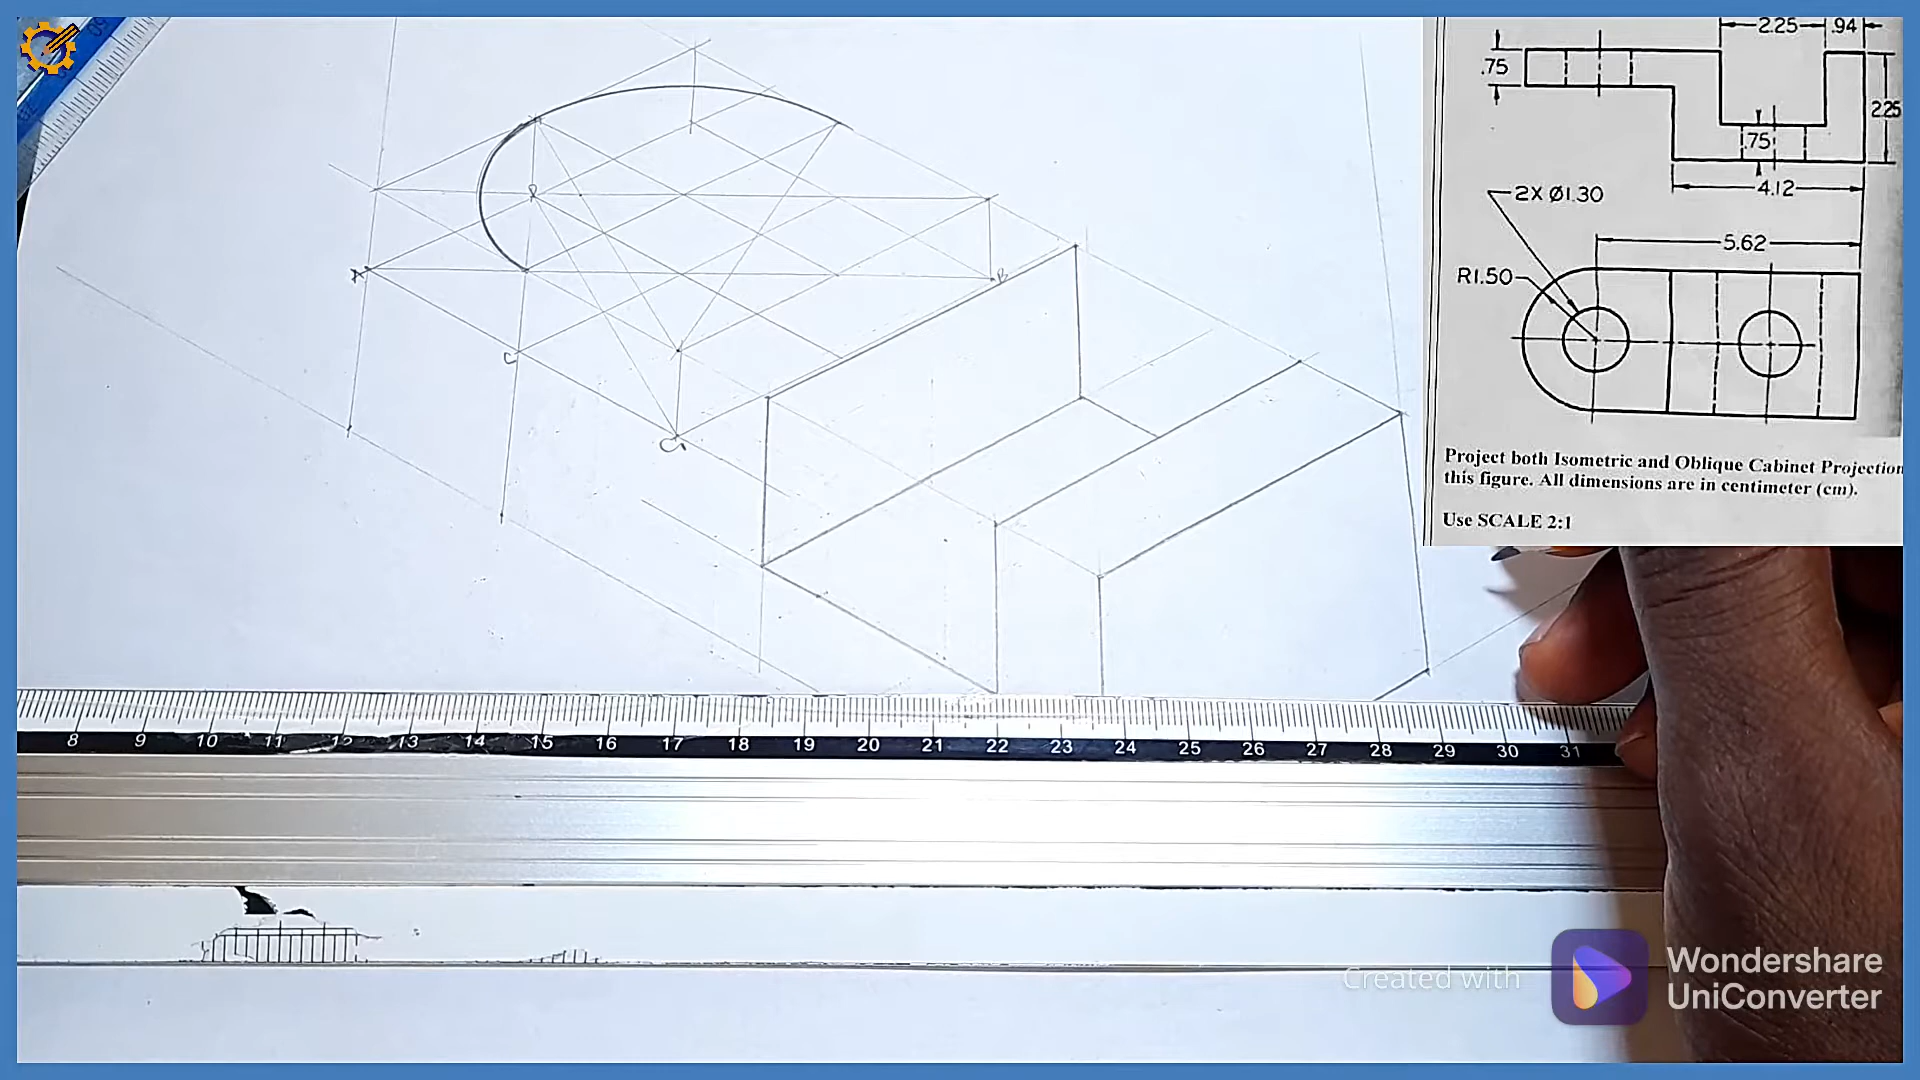 2.25 .94
.75
2.25
.75
4.12
2X Ø1.30
5.62
R1.50
Project both Isometric and Oblique Cabinet Projection
this figure. All dimensions are in centimeter (cm).
Use SCALE 2:1
A
B
C
8 9 10 11 12 13 14 15 16 17 18 19 20 21 22 23 24 25 26 27 28 29 30 31
Created with
Wondershare
UniConverter